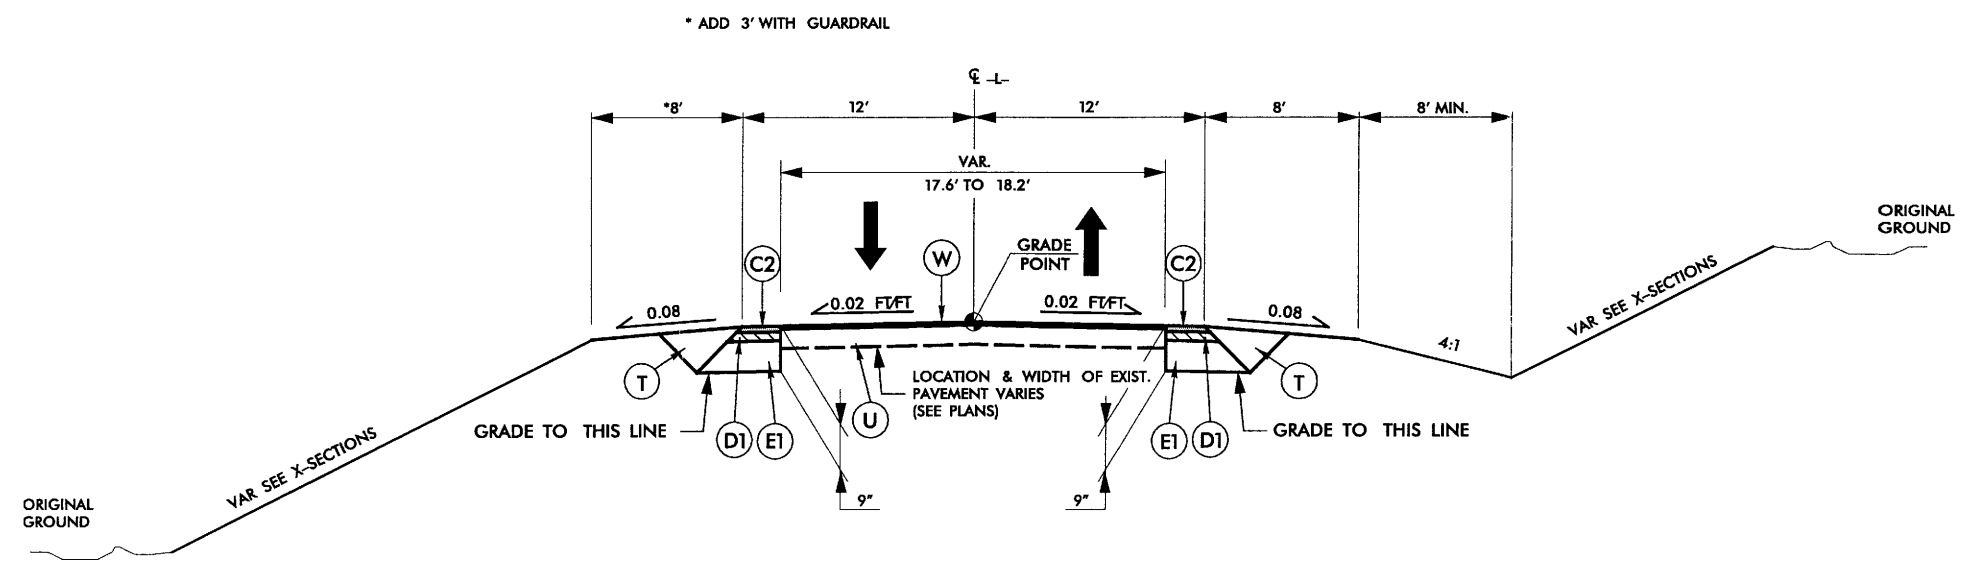 * ADD 3' WITH GUARDRAIL
℄ -L-
*8'
12'
12'
8'
8' MIN.
VAR.
17.6' TO 18.2'
ORIGINAL
GROUND
GRADE
POINT
C2
W
C2
0.08
0.02 FT/FT
0.02 FT/FT
0.08
VAR SEE X-SECTIONS
4:1
T
LOCATION & WIDTH OF EXIST.
PAVEMENT VARIES
(SEE PLANS)
T
U
GRADE TO THIS LINE
D1
E1
E1
D1
GRADE TO THIS LINE
VAR SEE X-SECTIONS
9"
9"
ORIGINAL
GROUND